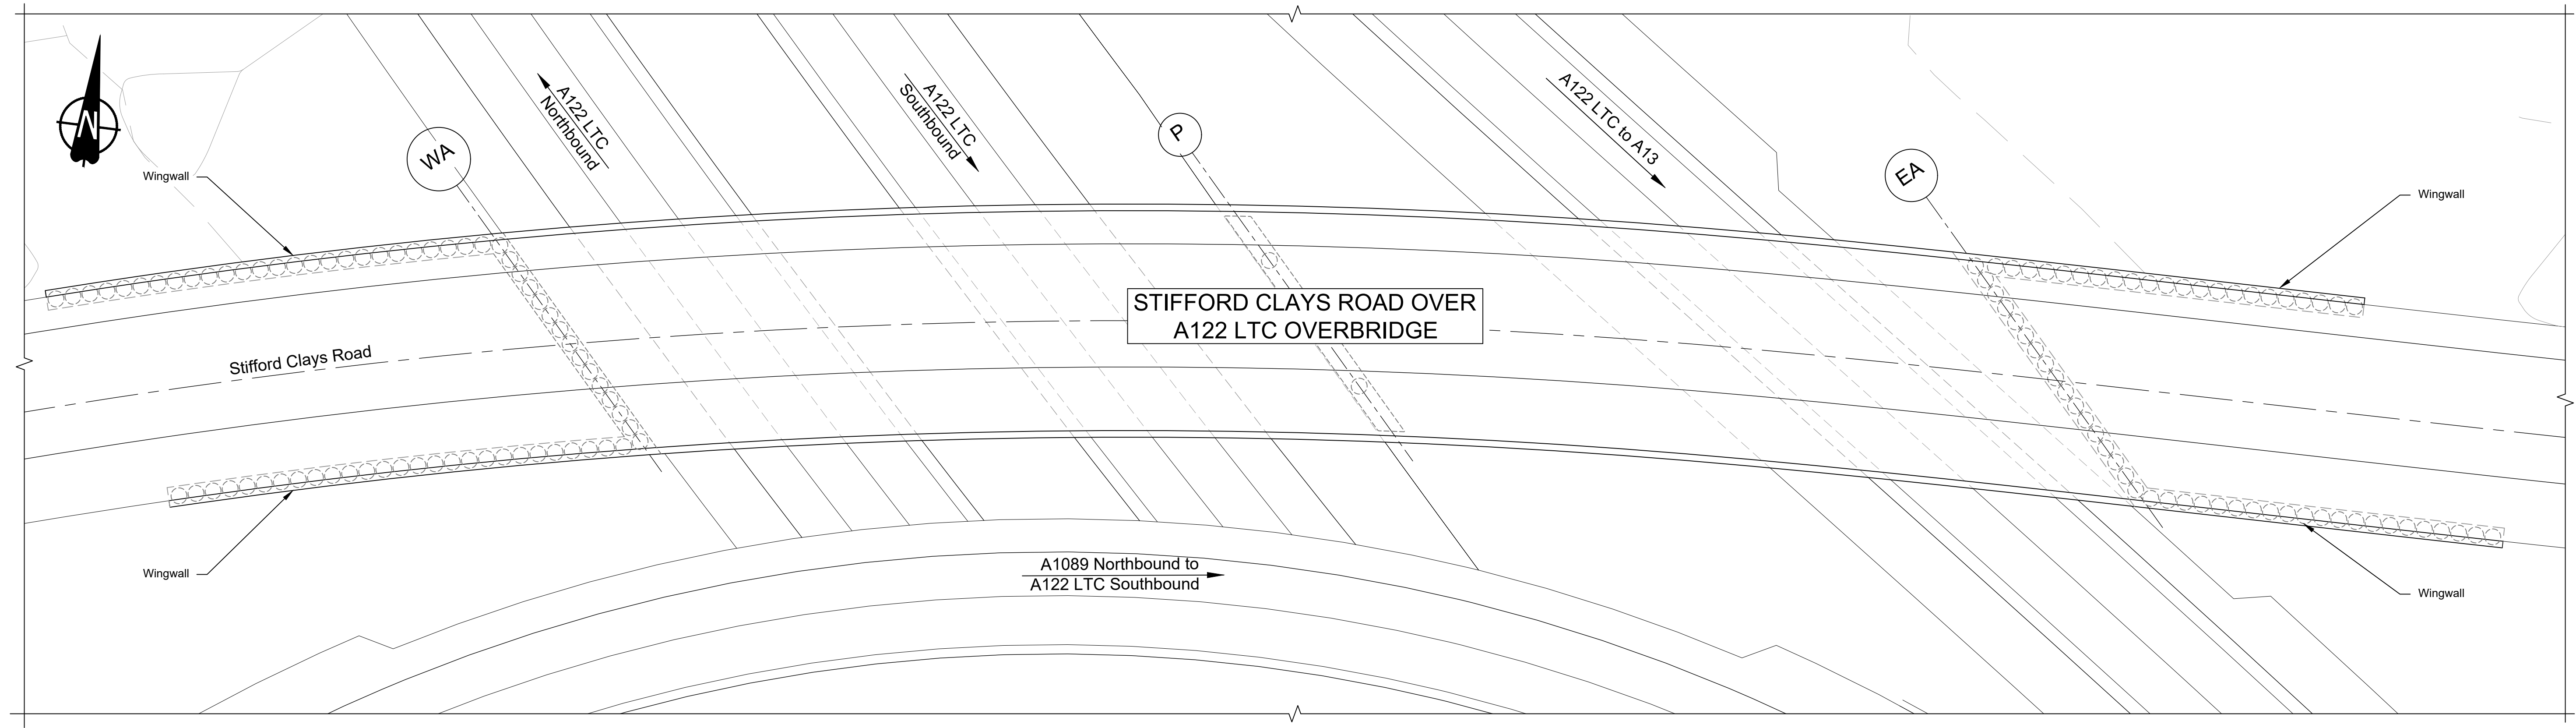 N
WA
A122 LTC
Northbound
A122 LTC
Southbound
P
A122 LTC to A13
EA
Wingwall
Wingwall
STIFFORD CLAYS ROAD OVER
A122 LTC OVERBRIDGE
Stifford Clays Road
A1089 Northbound to
A122 LTC Southbound
Wingwall
Wingwall